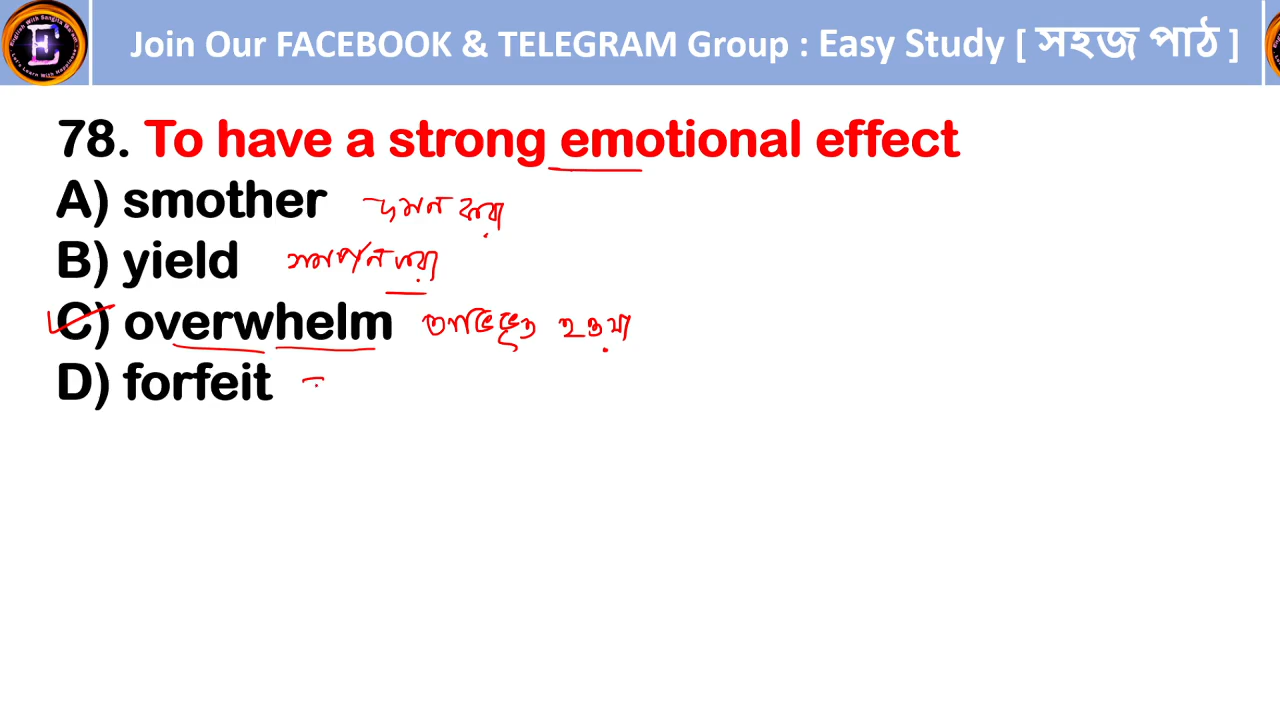 Join Our FACEBOOK & TELEGRAM Group : Easy Study [ সহজ পাঠ ]
78. To have a strong emotional effect
A) smother দমন করা
B) yield সমর্পন করা
C) overwhelm অভিভূত হওয়া
D) forfeit